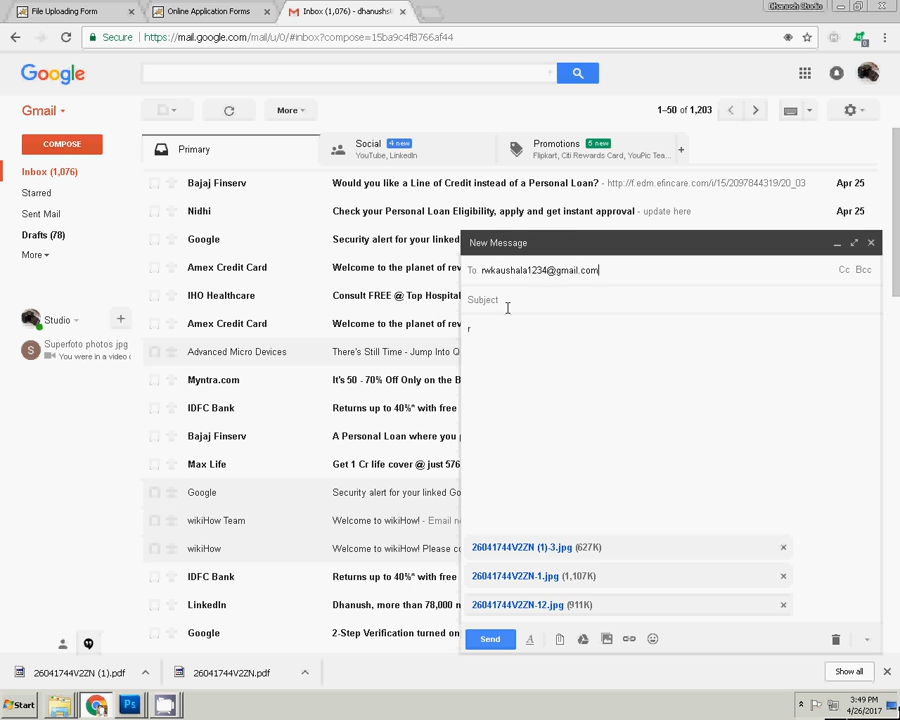 File Uploading Form
Online Application Forms
Inbox (1,076) - dhanushs
Dhanush Studio
Secure | https://mail.google.com/mail/u/0/#inbox?compose=15ba9c4f8766af44
Google
Gmail
More
1–50 of 1,203
COMPOSE
Inbox (1,076)
Starred
Sent Mail
Drafts (78)
More
Studio
Superfoto photos jpg
You were in a video c
Primary
Social 4 new
YouTube, LinkedIn
Promotions 5 new
Flipkart, Citi Rewards Card, YouPic Tea...
Bajaj Finserv Would you like a Line of Credit instead of a Personal Loan? - http://f.edm.efincare.com/i/15/2097844319/20_03 Apr 25
Nidhi Check your Personal Loan Eligibility, apply and get instant approval - update here Apr 25
Google Security alert for your linked
Amex Credit Card Welcome to the planet of rev
IHO Healthcare Consult FREE @ Top Hospital
Amex Credit Card Welcome to the planet of rev
Advanced Micro Devices There's Still Time - Jump Into Q
Myntra.com It's 50 - 70% Off Only on the B
IDFC Bank Returns up to 40%* with free
Bajaj Finserv A Personal Loan where you
Max Life Get 1 Cr life cover @ just 576
Google Security alert for your linked Go
wikiHow Team Welcome to wikiHow! - Email n
wikiHow Welcome to wikiHow! Please c
IDFC Bank Returns up to 40%* with free
LinkedIn Dhanush, more than 78,000 n
Google 2-Step Verification turned on
New Message
To rwkaushala1234@gmail.com
Cc Bcc
Subject
r
26041744V2ZN (1)-3.jpg (627K)
26041744V2ZN-1.jpg (1,107K)
26041744V2ZN-12.jpg (911K)
Send
26041744V2ZN (1).pdf
26041744V2ZN.pdf
Show all
Start
3:49 PM
4/26/2017